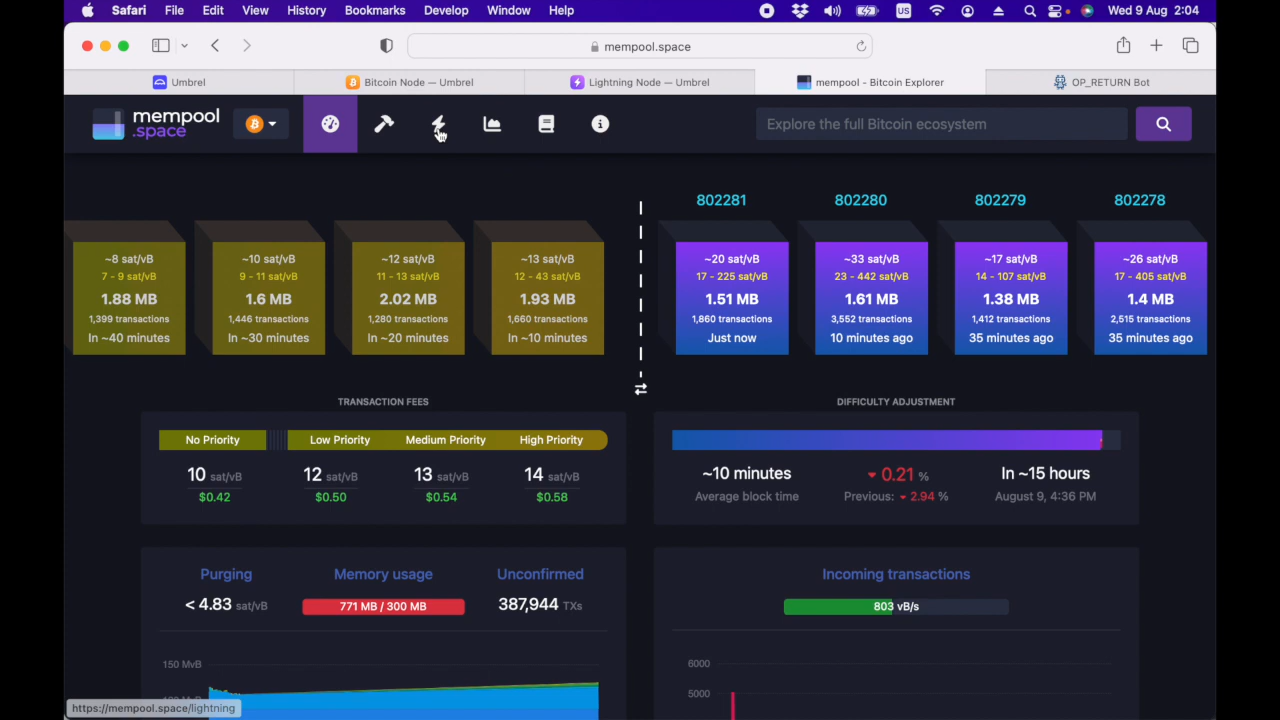 Safari File Edit View History Bookmarks Develop Window Help US Wed 9 Aug 2:04
mempool.space
Umbrel Bitcoin Node — Umbrel Lightning Node — Umbrel mempool - Bitcoin Explorer OP_RETURN Bot
mempool
.space
Explore the full Bitcoin ecosystem
802281 802280 802279 802278
~8 sat/vB ~10 sat/vB ~12 sat/vB ~13 sat/vB ~20 sat/vB ~33 sat/vB ~17 sat/vB ~26 sat/vB
7 - 9 sat/vB 9 - 11 sat/vB 11 - 13 sat/vB 12 - 43 sat/vB 17 - 225 sat/vB 23 - 442 sat/vB 14 - 107 sat/vB 17 - 405 sat/vB
1.88 MB 1.6 MB 2.02 MB 1.93 MB 1.51 MB 1.61 MB 1.38 MB 1.4 MB
1,399 transactions 1,446 transactions 1,280 transactions 1,660 transactions 1,860 transactions 3,552 transactions 1,412 transactions 2,515 transactions
In ~40 minutes In ~30 minutes In ~20 minutes In ~10 minutes Just now 10 minutes ago 35 minutes ago 35 minutes ago
TRANSACTION FEES DIFFICULTY ADJUSTMENT
No Priority Low Priority Medium Priority High Priority
10 sat/vB 12 sat/vB 13 sat/vB 14 sat/vB ~10 minutes 0.21 % In ~15 hours
$0.42 $0.50 $0.54 $0.58 Average block time Previous: 2.94 % August 9, 4:36 PM
Purging Memory usage Unconfirmed Incoming transactions
< 4.83 sat/vB 771 MB / 300 MB 387,944 TXs 803 vB/s
150 MvB 6000
5000
https://mempool.space/lightning